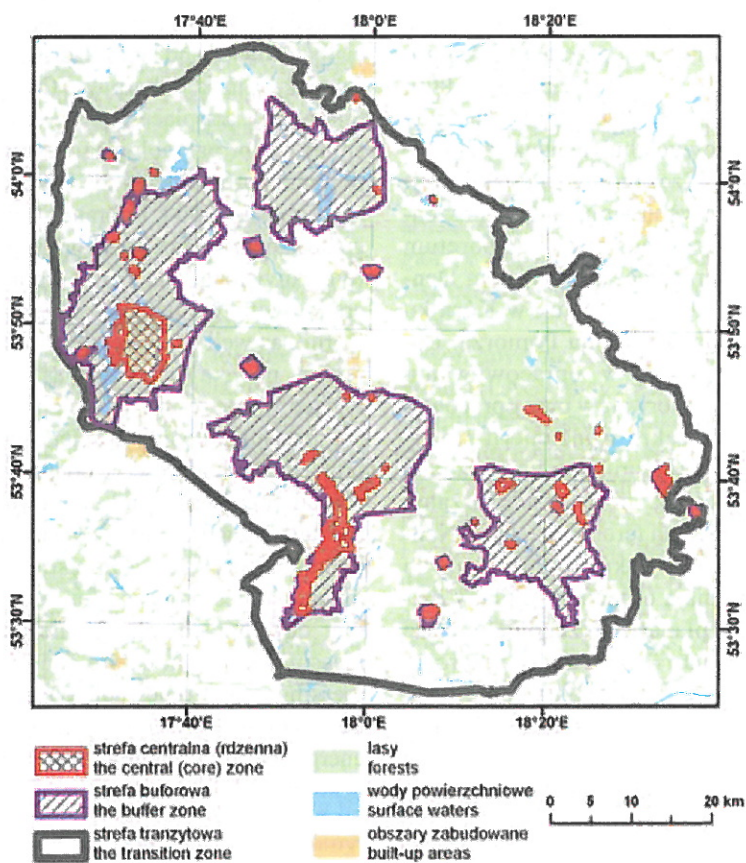 17°40'E 18°0'E 18°20'E
54°0'N 54°0'N
53°50'N 53°50'N
53°40'N 53°40'N
53°30'N 53°30'N
17°40'E 18°0'E 18°20'E
strefa centralna (rdzenna)
the central (core) zone
strefa buforowa
the buffer zone
strefa tranzytowa
the transition zone
lasy
forests
wody powierzchniowe
surface waters
obszary zabudowane
built-up areas
0 5 10 20 km